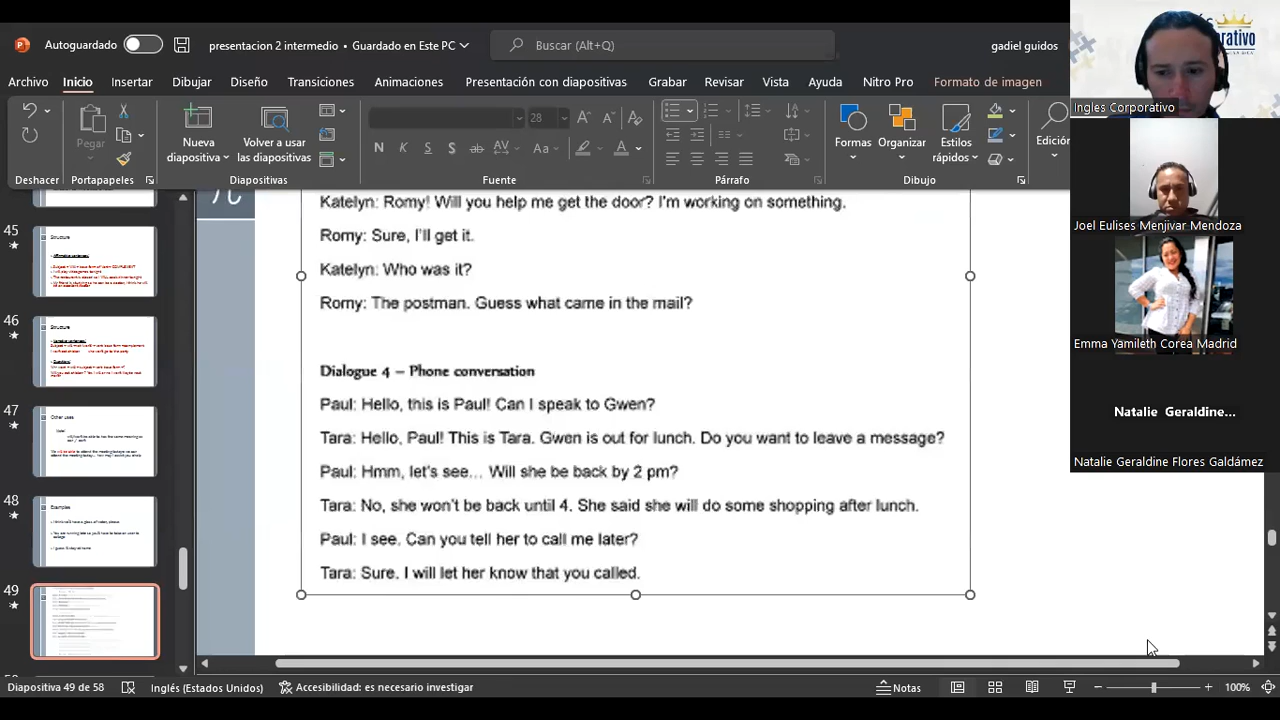 Autoguardado
presentacion 2 intermedio • Guardado en Este PC
Buscar (Alt+Q)
gadiel guidos
Archivo Inicio Insertar Dibujar Diseño Transiciones Animaciones Presentación con diapositivas Grabar Revisar Vista Ayuda Nitro Pro Formato de imagen
Pegar
Nueva diapositiva
Volver a usar las diapositivas
28
N K S S ab AV Aa A
Formas Organizar Estilos rápidos Edición
Deshacer Portapapeles Diapositivas Fuente Párrafo Dibujo
Ingles Corporativo
Joel Eulises Menjivar Mendoza
Emma Yamileth Corea Madrid
Natalie Geraldine...
Natalie Geraldine Flores Galdámez
45
Structure
46
Structure
47
Other uses
48
Examples
49
Katelyn: Romy! Will you help me get the door? I'm working on something.
Romy: Sure, I'll get it.
Katelyn: Who was it?
Romy: The postman. Guess what came in the mail?
Dialogue 4 – Phone conversation
Paul: Hello, this is Paul! Can I speak to Gwen?
Tara: Hello, Paul! This is Tara. Gwen is out for lunch. Do you want to leave a message?
Paul: Hmm, let's see... Will she be back by 2 pm?
Tara: No, she won't be back until 4. She said she will do some shopping after lunch.
Paul: I see. Can you tell her to call me later?
Tara: Sure. I will let her know that you called.
Diapositiva 49 de 58
Inglés (Estados Unidos)
Accesibilidad: es necesario investigar
Notas
100%